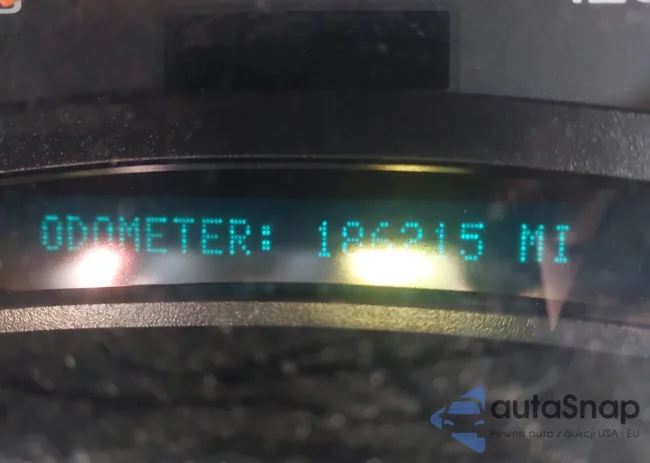 ODOMETER: 186215 MI
autaSnap
Pewne auta z aukcji USA i EU